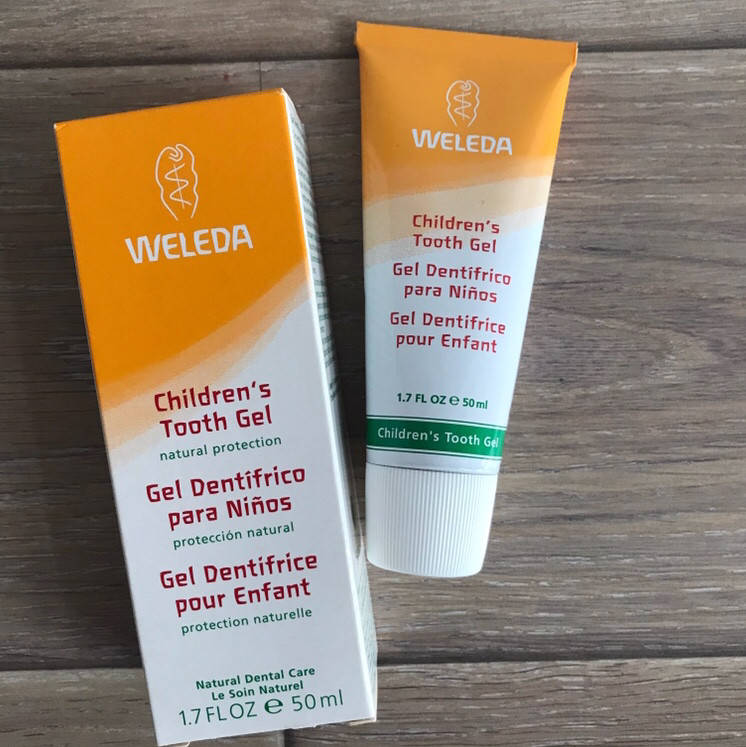 WELEDA
Children's
Tooth Gel
natural protection
Gel Dentífrico
para Niños
protección natural
Gel Dentifrice
pour Enfant
protection naturelle
Natural Dental Care
Le Soin Naturel
1.7 FL OZ ℮ 50 ml
WELEDA
Children's
Tooth Gel
Gel Dentífrico
para Niños
Gel Dentifrice
pour Enfant
1.7 FL OZ ℮ 50 ml
Children's Tooth Gel